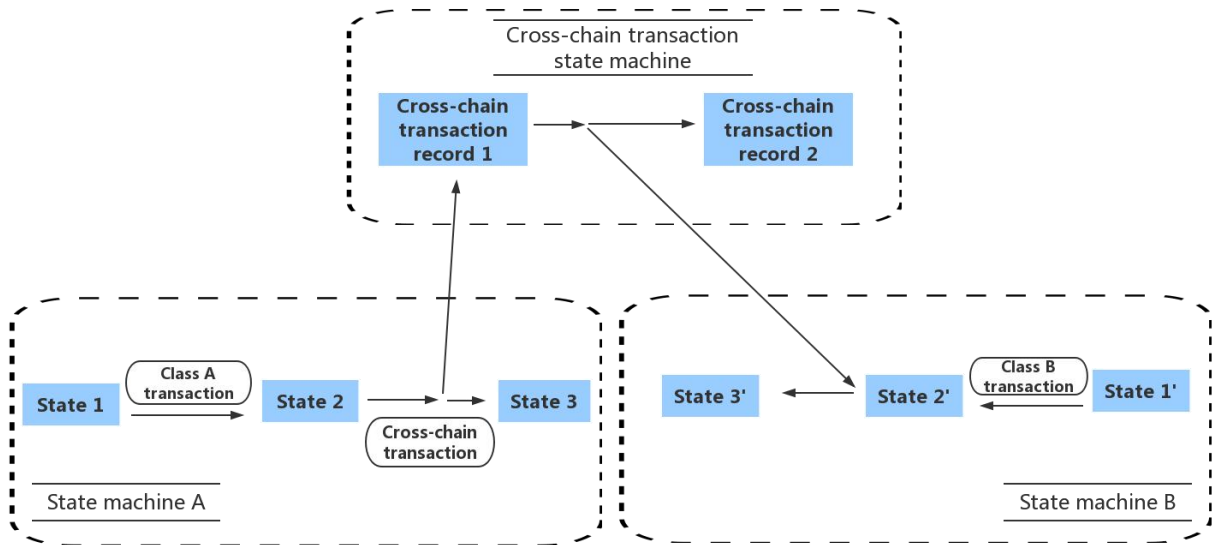 Cross-chain transaction
state machine
Cross-chain
transaction
record 1
Cross-chain
transaction
record 2
Class A
transaction
State 1
State 2
State 3
Cross-chain
transaction
State machine A
Class B
transaction
State 3'
State 2'
State 1'
State machine B